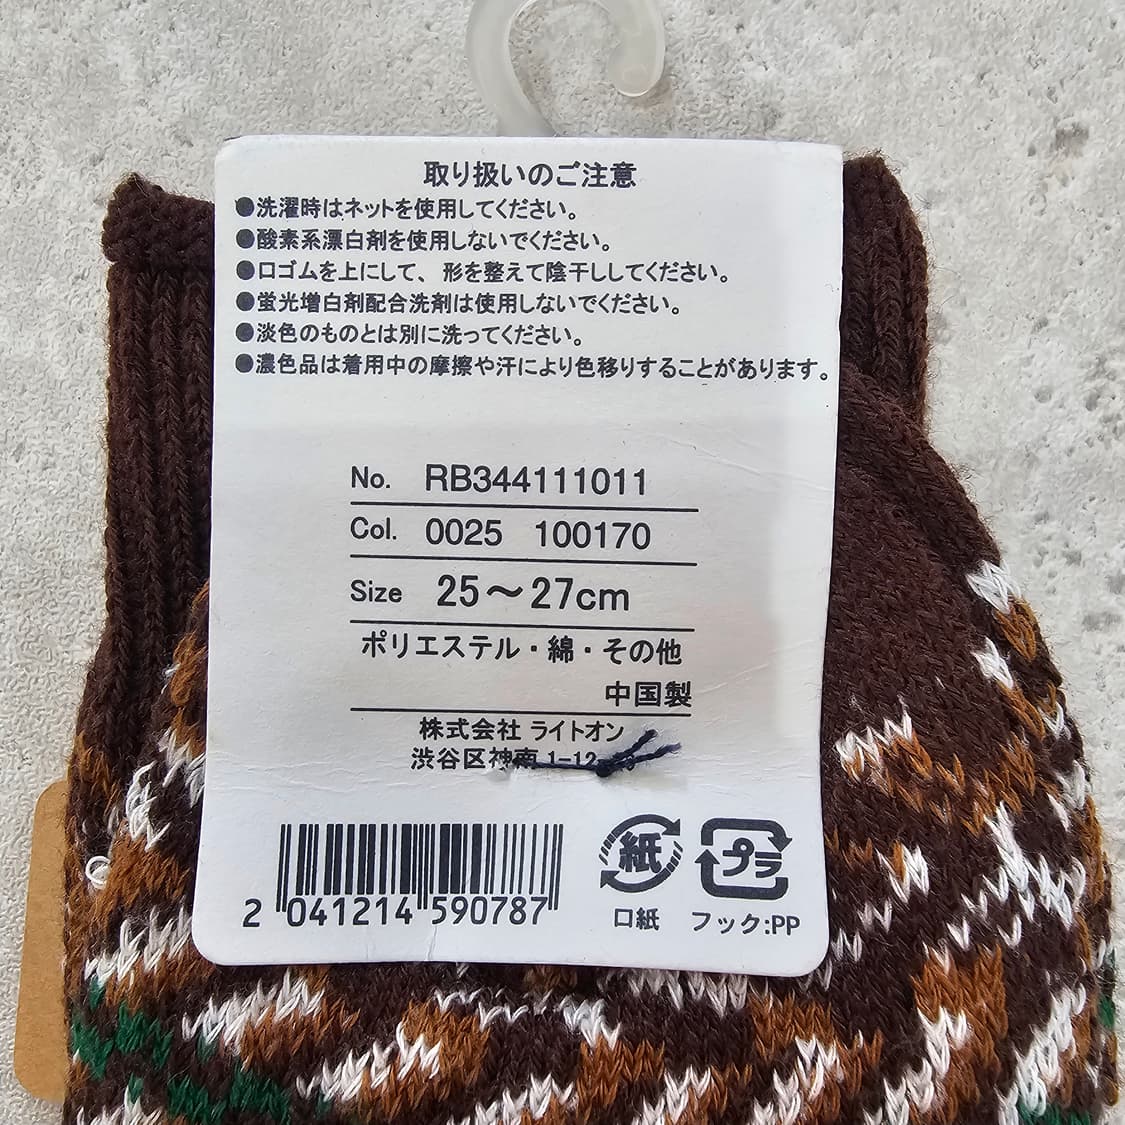 取り扱いのご注意
●洗濯時はネットを使用してください。
●酸素系漂白剤を使用しないでください。
●口ゴムを上にして、形を整えて陰干ししてください。
●蛍光増白剤配合洗剤は使用しないでください。
●淡色のものとは別に洗ってください。
●濃色品は着用中の摩擦や汗により色移りすることがあります。
No. RB344111011
Col. 0025 100170
Size 25～27cm
ポリエステル・綿・その他
中国製
株式会社 ライトオン
渋谷区神南 1-12-
2 041214 590787
紙 プラ
口紙 フック:PP